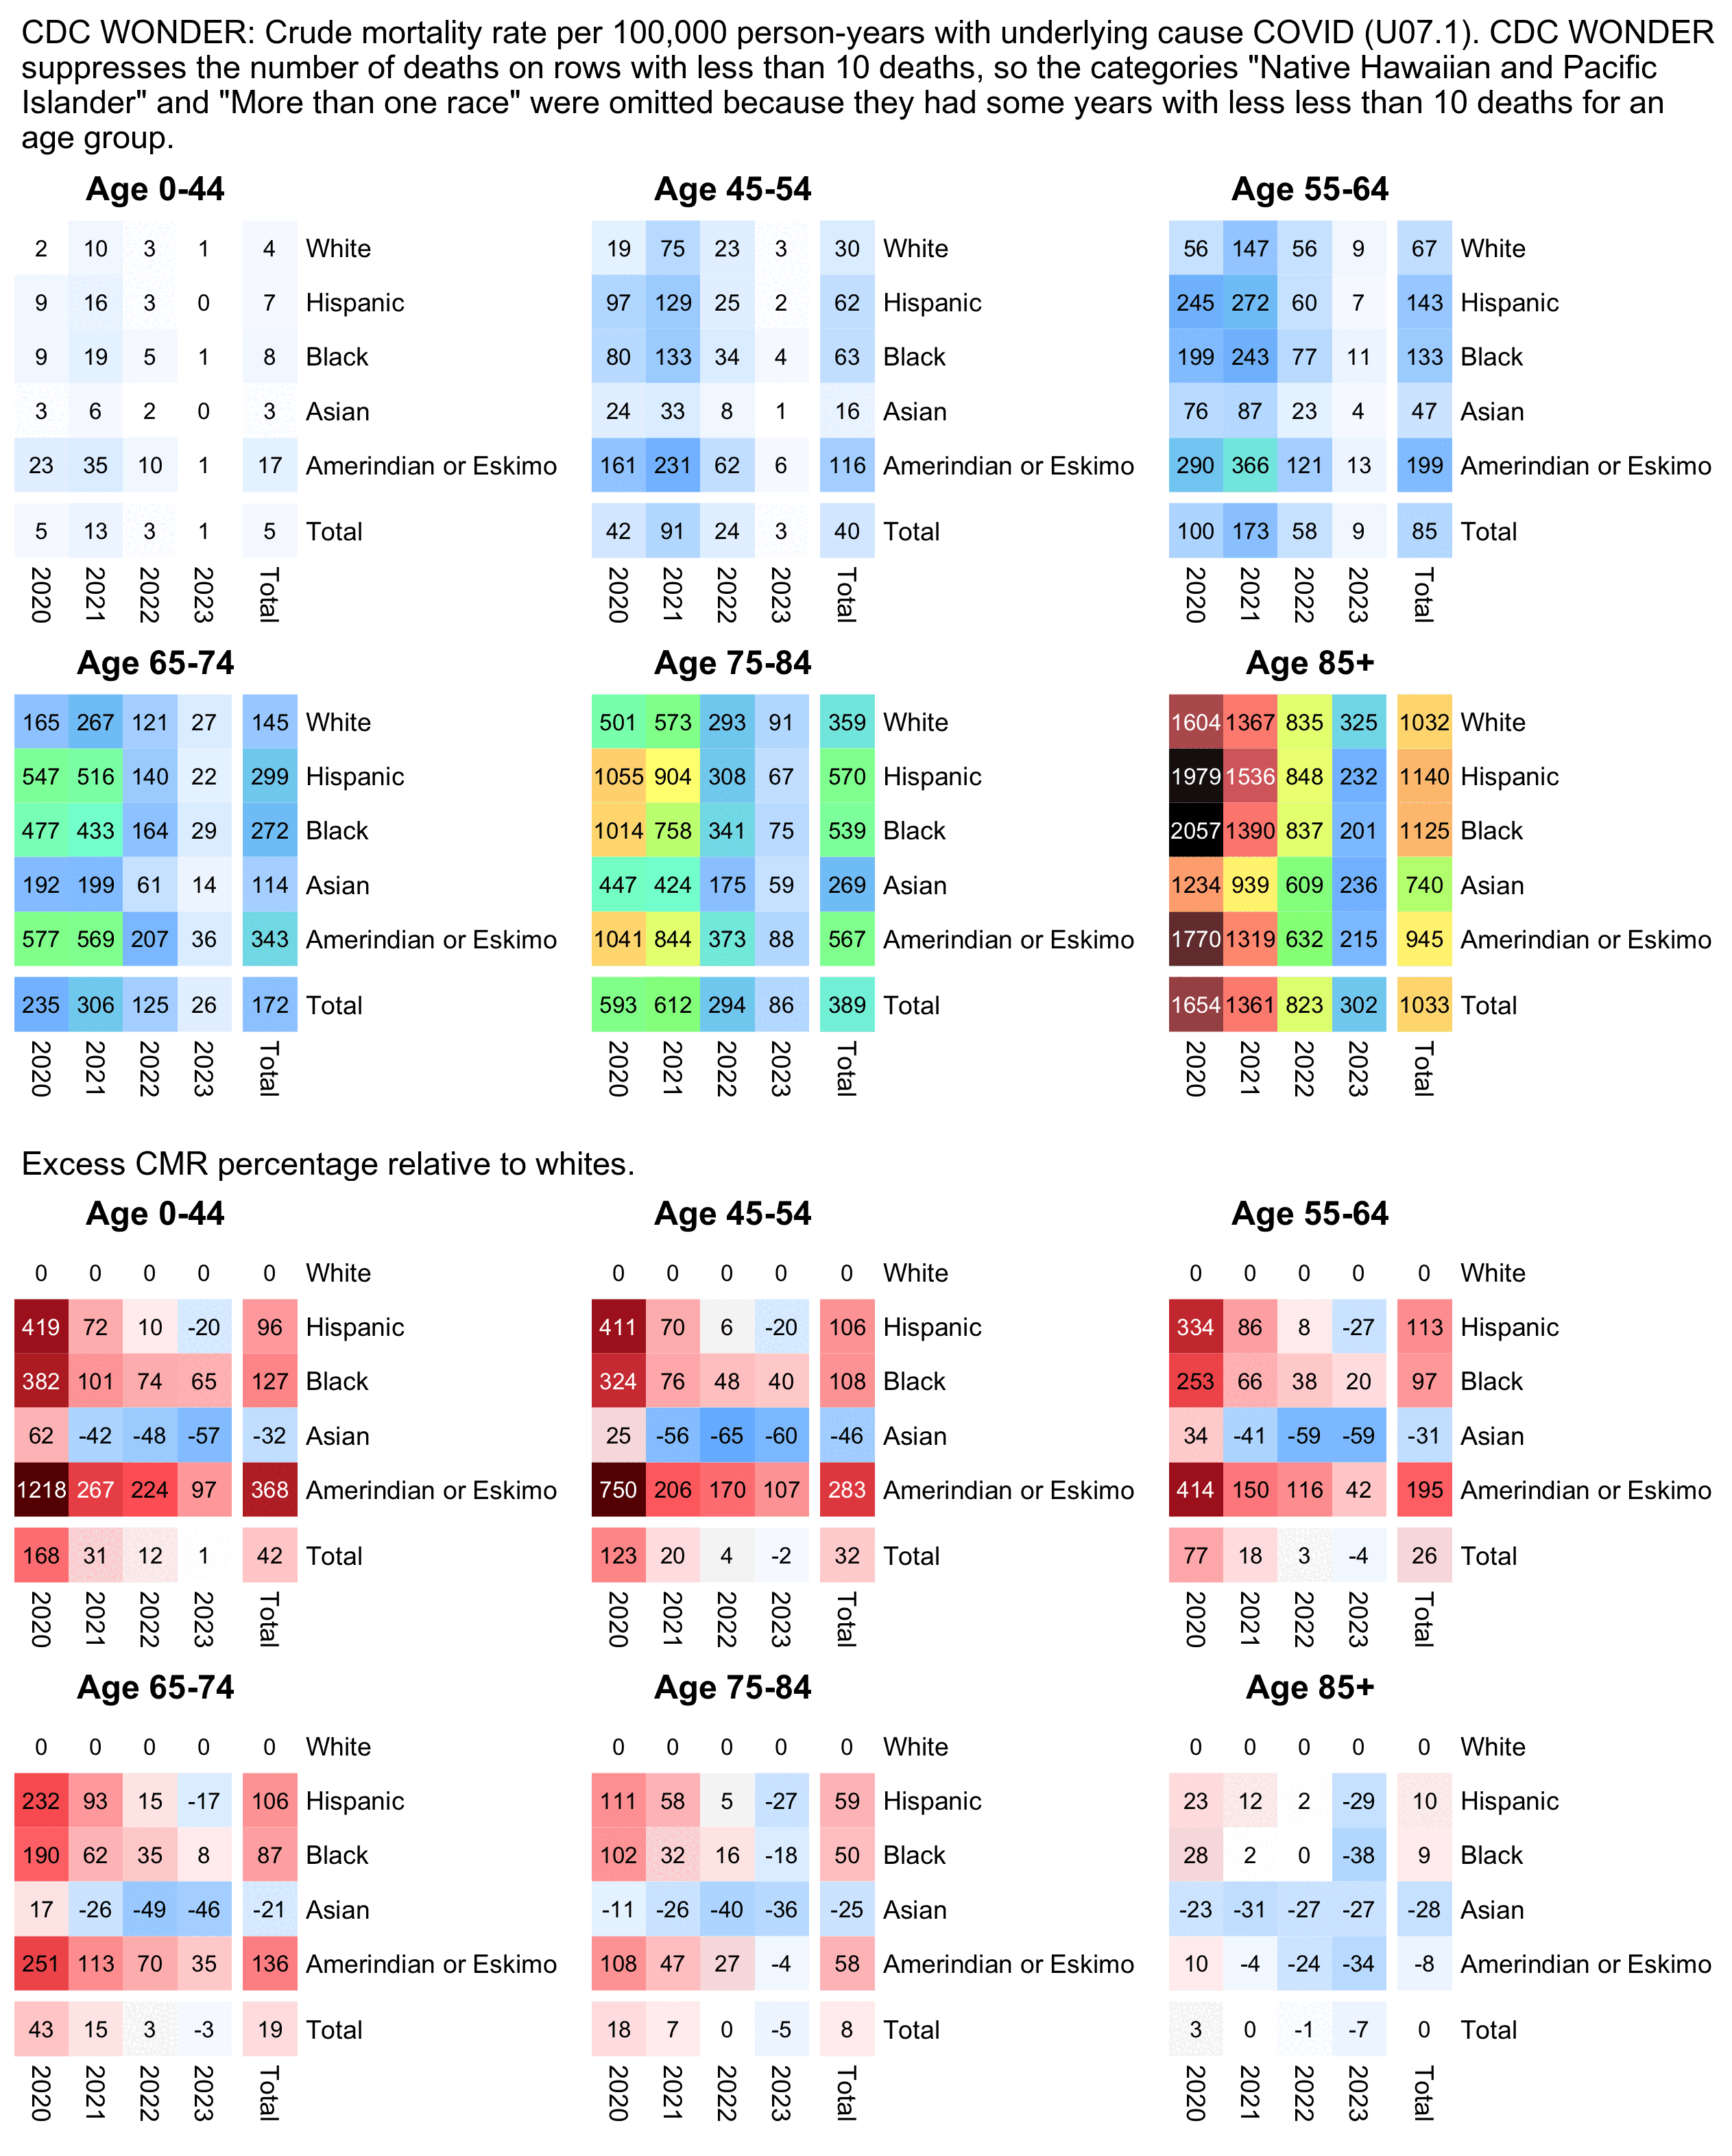 CDC WONDER: Crude mortality rate per 100,000 person-years with underlying cause COVID (U07.1). CDC WONDER
suppresses the number of deaths on rows with less than 10 deaths, so the categories "Native Hawaiian and Pacific
Islander" and "More than one race" were omitted because they had some years with less less than 10 deaths for an
age group.
Age 0-44
2 10 3 1 4 White
9 16 3 0 7 Hispanic
9 19 5 1 8 Black
3 6 2 0 3 Asian
23 35 10 1 17 Amerindian or Eskimo
5 13 3 1 5 Total
2020 2021 2022 2023 Total
Age 45-54
19 75 23 3 30 White
97 129 25 2 62 Hispanic
80 133 34 4 63 Black
24 33 8 1 16 Asian
161 231 62 6 116 Amerindian or Eskimo
42 91 24 3 40 Total
2020 2021 2022 2023 Total
Age 55-64
56 147 56 9 67 White
245 272 60 7 143 Hispanic
199 243 77 11 133 Black
76 87 23 4 47 Asian
290 366 121 13 199 Amerindian or Eskimo
100 173 58 9 85 Total
2020 2021 2022 2023 Total
Age 65-74
165 267 121 27 145 White
547 516 140 22 299 Hispanic
477 433 164 29 272 Black
192 199 61 14 114 Asian
577 569 207 36 343 Amerindian or Eskimo
235 306 125 26 172 Total
2020 2021 2022 2023 Total
Age 75-84
501 573 293 91 359 White
1055 904 308 67 570 Hispanic
1014 758 341 75 539 Black
447 424 175 59 269 Asian
1041 844 373 88 567 Amerindian or Eskimo
593 612 294 86 389 Total
2020 2021 2022 2023 Total
Age 85+
1604 1367 835 325 1032 White
1979 1536 848 232 1140 Hispanic
2057 1390 837 201 1125 Black
1234 939 609 236 740 Asian
1770 1319 632 215 945 Amerindian or Eskimo
1654 1361 823 302 1033 Total
2020 2021 2022 2023 Total
Excess CMR percentage relative to whites.
Age 0-44
0 0 0 0 0 White
419 72 10 -20 96 Hispanic
382 101 74 65 127 Black
62 -42 -48 -57 -32 Asian
1218 267 224 97 368 Amerindian or Eskimo
168 31 12 1 42 Total
2020 2021 2022 2023 Total
Age 45-54
0 0 0 0 0 White
411 70 6 -20 106 Hispanic
324 76 48 40 108 Black
25 -56 -65 -60 -46 Asian
750 206 170 107 283 Amerindian or Eskimo
123 20 4 -2 32 Total
2020 2021 2022 2023 Total
Age 55-64
0 0 0 0 0 White
334 86 8 -27 113 Hispanic
253 66 38 20 97 Black
34 -41 -59 -59 -31 Asian
414 150 116 42 195 Amerindian or Eskimo
77 18 3 -4 26 Total
2020 2021 2022 2023 Total
Age 65-74
0 0 0 0 0 White
232 93 15 -17 106 Hispanic
190 62 35 8 87 Black
17 -26 -49 -46 -21 Asian
251 113 70 35 136 Amerindian or Eskimo
43 15 3 -3 19 Total
2020 2021 2022 2023 Total
Age 75-84
0 0 0 0 0 White
111 58 5 -27 59 Hispanic
102 32 16 -18 50 Black
-11 -26 -40 -36 -25 Asian
108 47 27 -4 58 Amerindian or Eskimo
18 7 0 -5 8 Total
2020 2021 2022 2023 Total
Age 85+
0 0 0 0 0 White
23 12 2 -29 10 Hispanic
28 2 0 -38 9 Black
-23 -31 -27 -27 -28 Asian
10 -4 -24 -34 -8 Amerindian or Eskimo
3 0 -1 -7 0 Total
2020 2021 2022 2023 Total